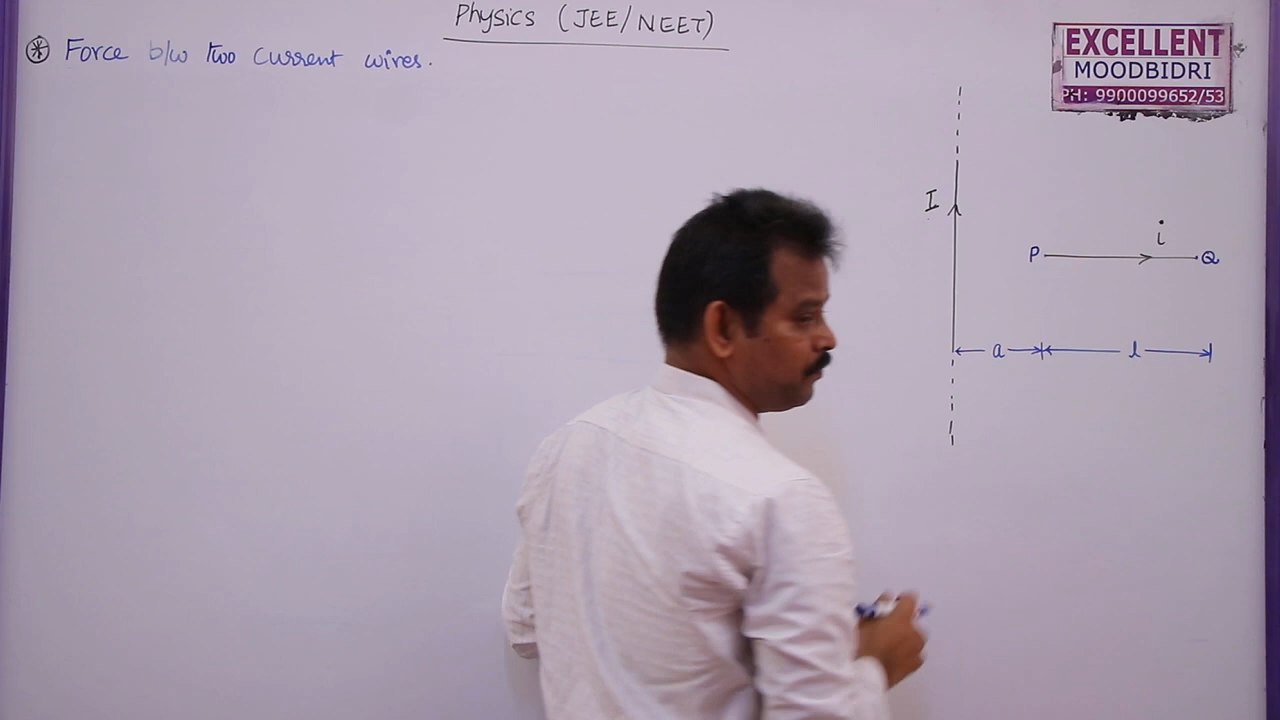 Physics (JEE/NEET)
Force b/w two current wires.
EXCELLENT
MOODBIDRI
PH: 9900099652/53
I
i
P
Q
a
l